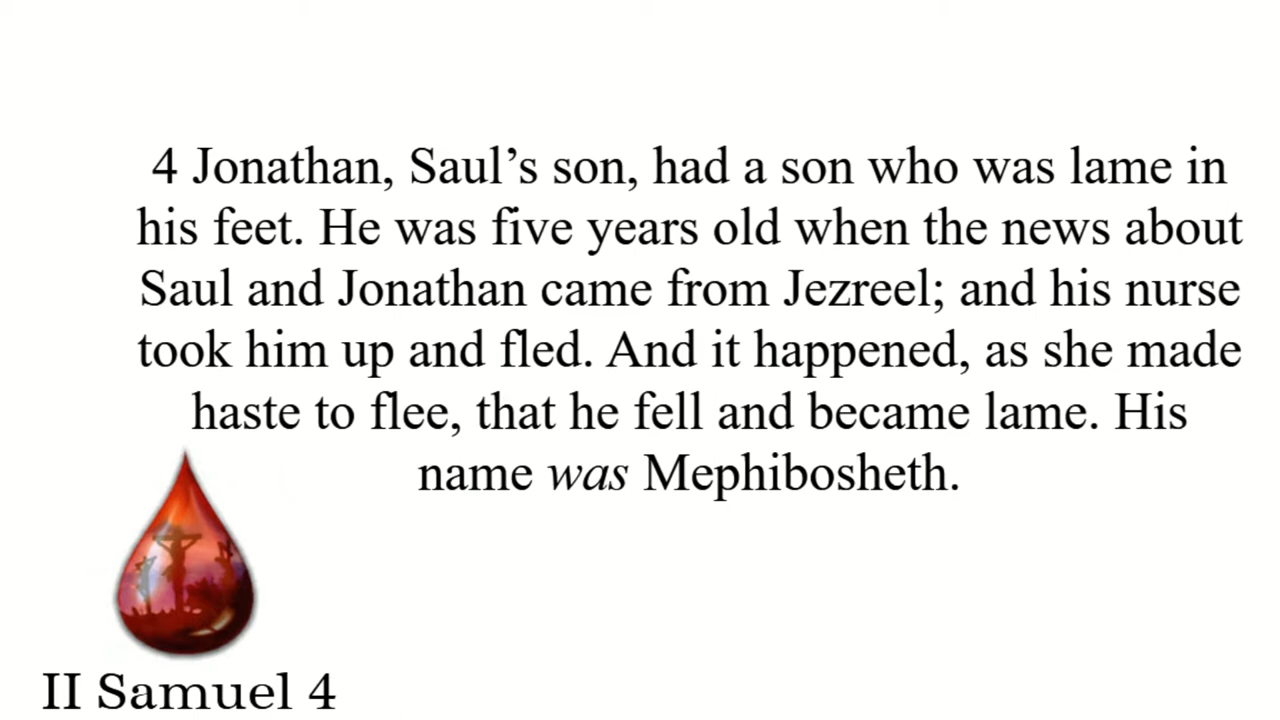 4 Jonathan, Saul’s son, had a son who was lame in
his feet. He was five years old when the news about
Saul and Jonathan came from Jezreel; and his nurse
took him up and fled. And it happened, as she made
haste to flee, that he fell and became lame. His
name was Mephibosheth.
II Samuel 4